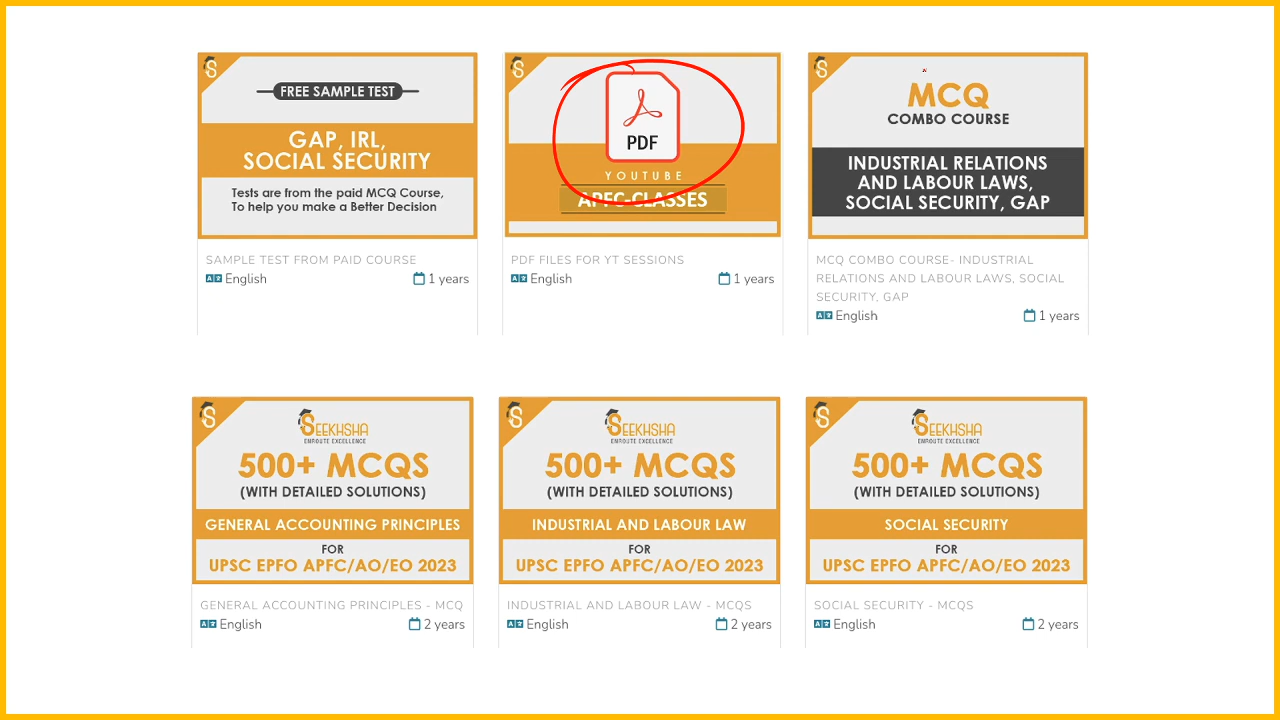 FREE SAMPLE TEST
GAP, IRL,
SOCIAL SECURITY
Tests are from the paid MCQ Course,
To help you make a Better Decision
SAMPLE TEST FROM PAID COURSE
English
1 years
PDF
YOUTUBE
APFC-CLASSES
PDF FILES FOR YT SESSIONS
English
1 years
MCQ
COMBO COURSE
INDUSTRIAL RELATIONS
AND LABOUR LAWS,
SOCIAL SECURITY, GAP
MCQ COMBO COURSE- INDUSTRIAL
RELATIONS AND LABOUR LAWS, SOCIAL
SECURITY, GAP
English
1 years
SEEKHSHA
ENROUTE EXCELLENCE
500+ MCQS
(WITH DETAILED SOLUTIONS)
GENERAL ACCOUNTING PRINCIPLES
FOR
UPSC EPFO APFC/AO/EO 2023
GENERAL ACCOUNTING PRINCIPLES - MCQ
English
2 years
SEEKHSHA
ENROUTE EXCELLENCE
500+ MCQS
(WITH DETAILED SOLUTIONS)
INDUSTRIAL AND LABOUR LAW
FOR
UPSC EPFO APFC/AO/EO 2023
INDUSTRIAL AND LABOUR LAW - MCQS
English
2 years
SEEKHSHA
ENROUTE EXCELLENCE
500+ MCQS
(WITH DETAILED SOLUTIONS)
SOCIAL SECURITY
FOR
UPSC EPFO APFC/AO/EO 2023
SOCIAL SECURITY - MCQS
English
2 years